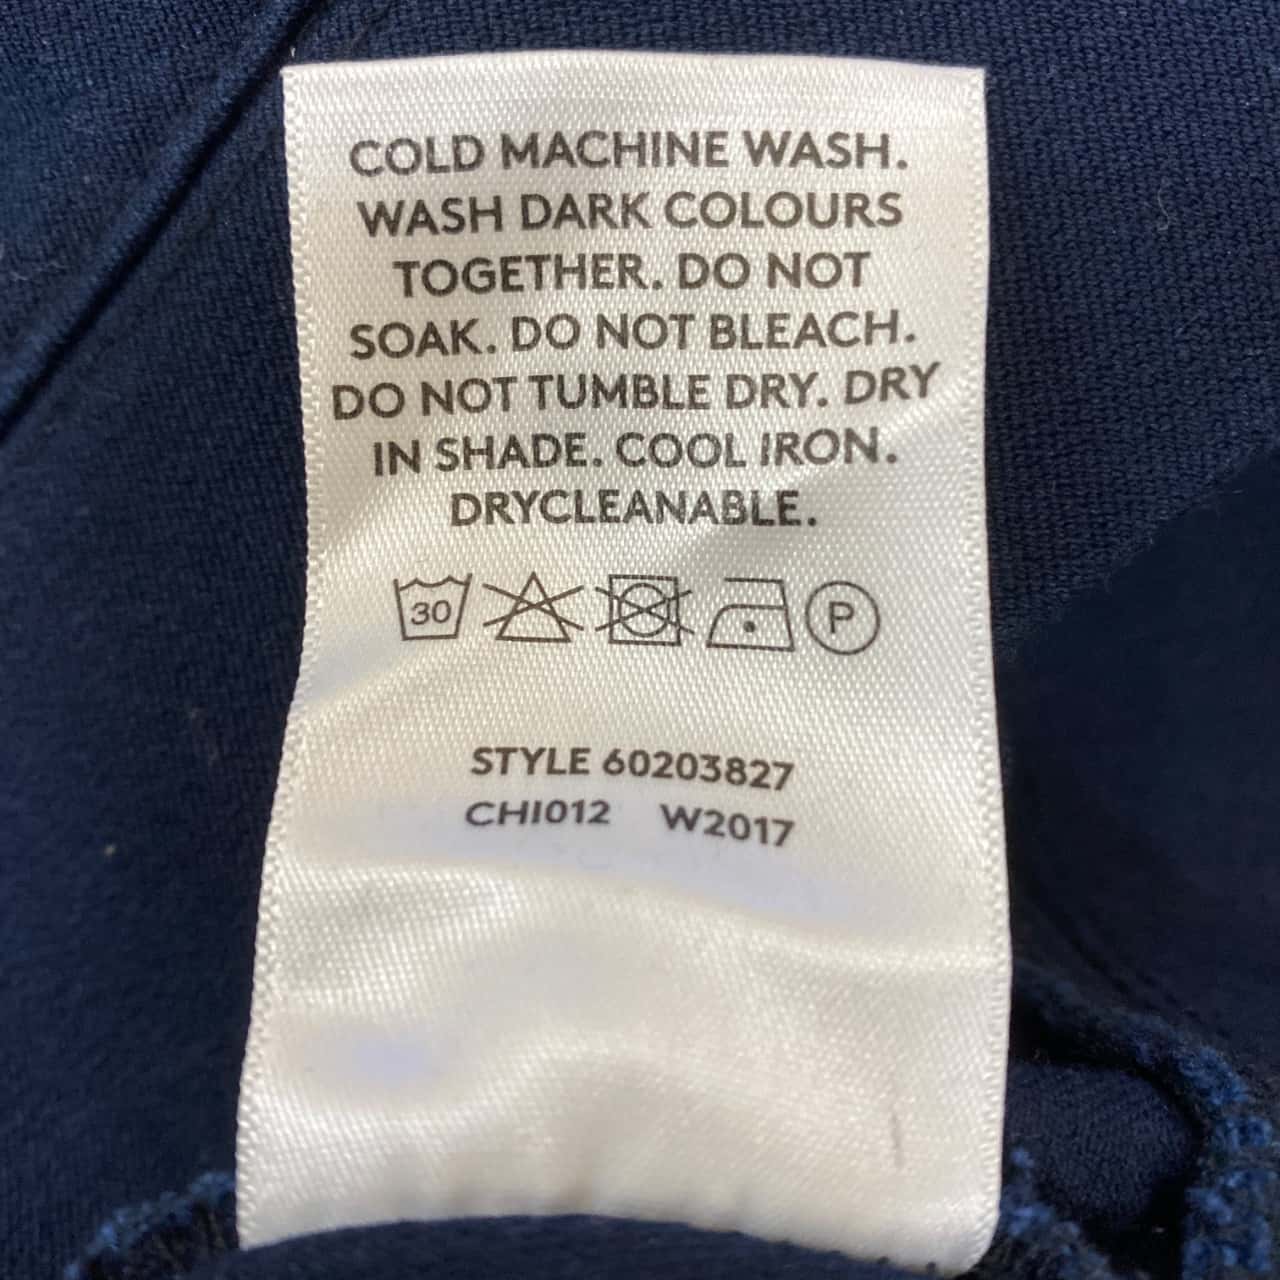 COLD MACHINE WASH.
WASH DARK COLOURS
TOGETHER. DO NOT
SOAK. DO NOT BLEACH.
DO NOT TUMBLE DRY. DRY
IN SHADE. COOL IRON.
DRYCLEANABLE.
30 P
STYLE 60203827
CHI012 W2017